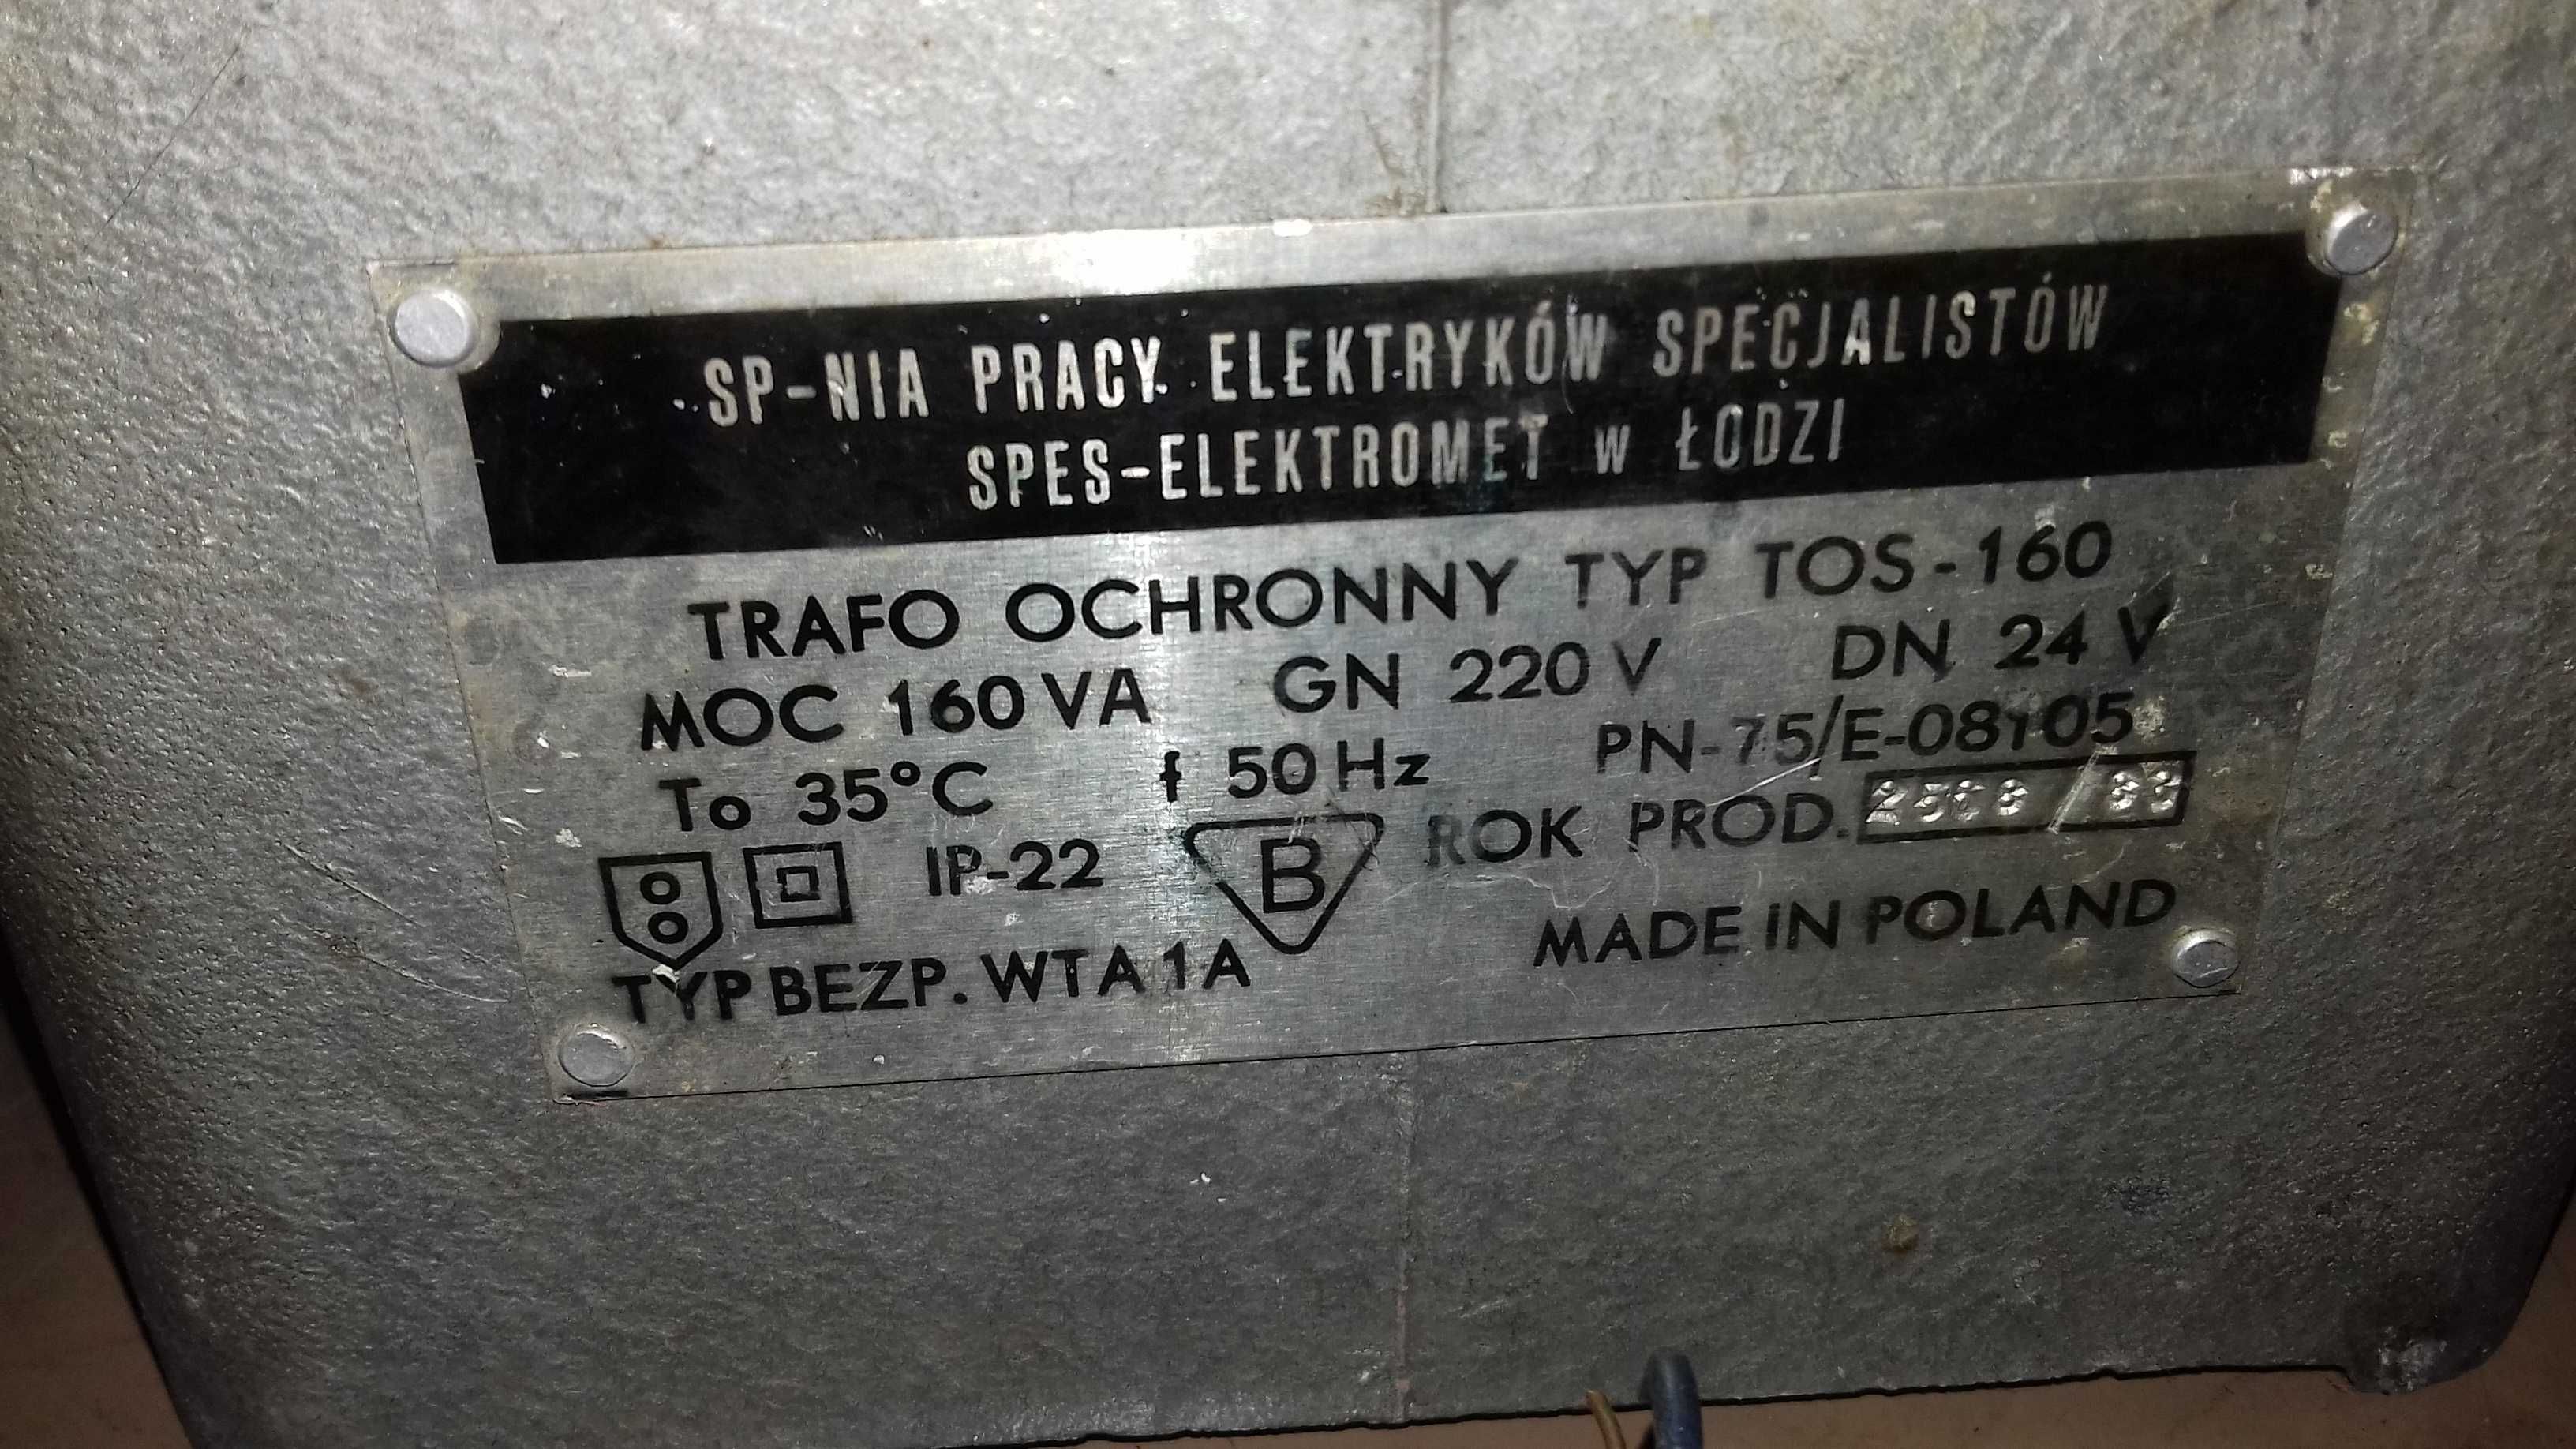 SP-NIA PRACY ELEKTRYKÓW SPECJALISTÓW
SPES-ELEKTROMET w ŁODZI
TRAFO OCHRONNY TYP TOS-160
MOC 160 VA GN 220 V DN 24 V
To 35°C f 50 Hz PN-75/E-08105
IP-22 B ROK PROD.
MADE IN POLAND
TYP BEZP. WTA 1 A